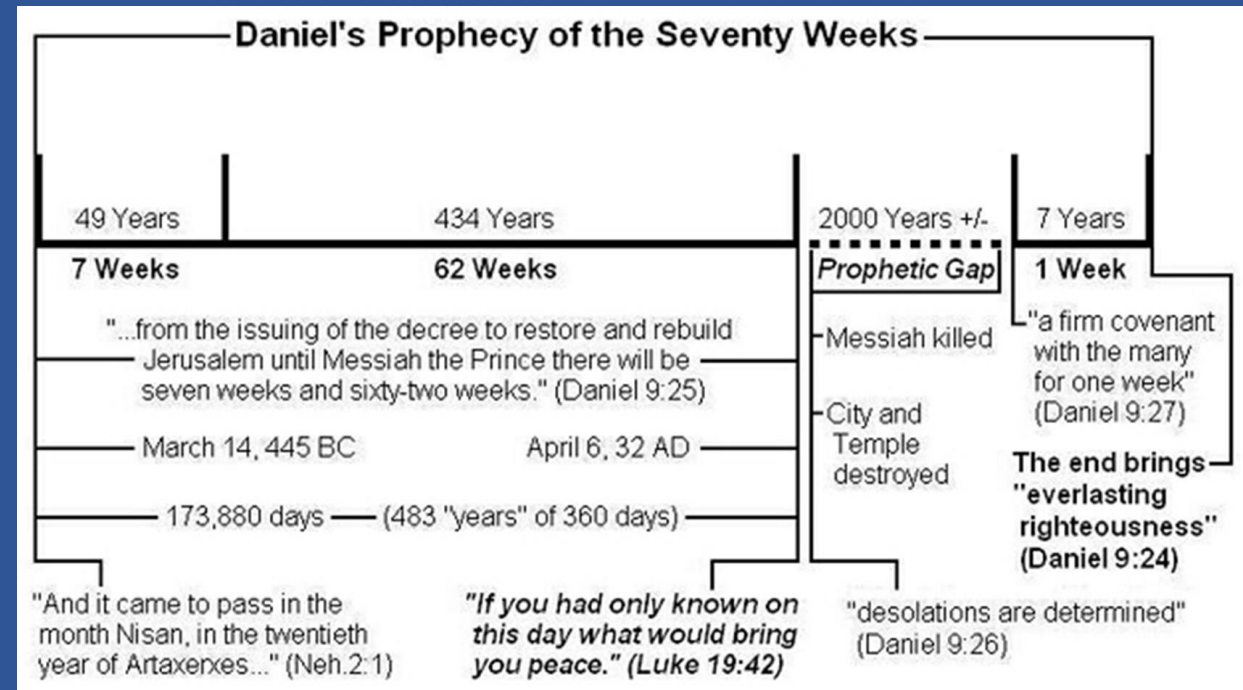 Daniel's Prophecy of the Seventy Weeks
49 Years
434 Years
2000 Years +/-
7 Years
7 Weeks
62 Weeks
Prophetic Gap
1 Week
"...from the issuing of the decree to restore and rebuild
Jerusalem until Messiah the Prince there will be
seven weeks and sixty-two weeks." (Daniel 9:25)
March 14, 445 BC
April 6, 32 AD
173,880 days
(483 "years" of 360 days)
"And it came to pass in the
month Nisan, in the twentieth
year of Artaxerxes..." (Neh.2:1)
"If you had only known on
this day what would bring
you peace." (Luke 19:42)
Messiah killed
City and
Temple
destroyed
"desolations are determined"
(Daniel 9:26)
"a firm covenant
with the many
for one week"
(Daniel 9:27)
The end brings
"everlasting
righteousness"
(Daniel 9:24)